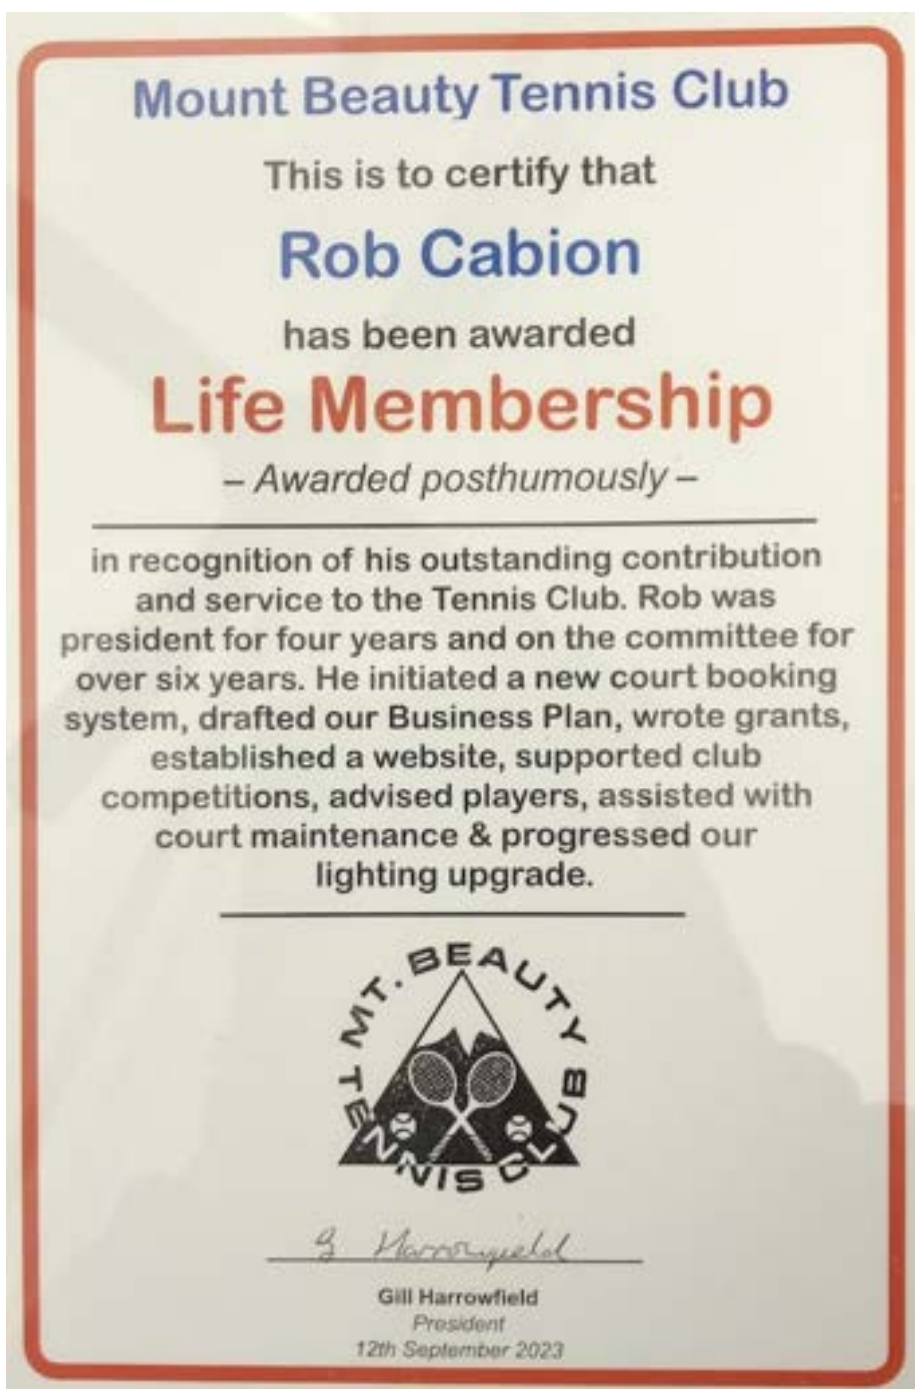 Mount Beauty Tennis Club
This is to certify that
Rob Cabion
has been awarded
Life Membership
– Awarded posthumously –
in recognition of his outstanding contribution
and service to the Tennis Club. Rob was
president for four years and on the committee for
over six years. He initiated a new court booking
system, drafted our Business Plan, wrote grants,
established a website, supported club
competitions, advised players, assisted with
court maintenance & progressed our
lighting upgrade.
MT. BEAUTY
TENNIS CLUB
G Harrowfield
Gill Harrowfield
President
12th September 2023